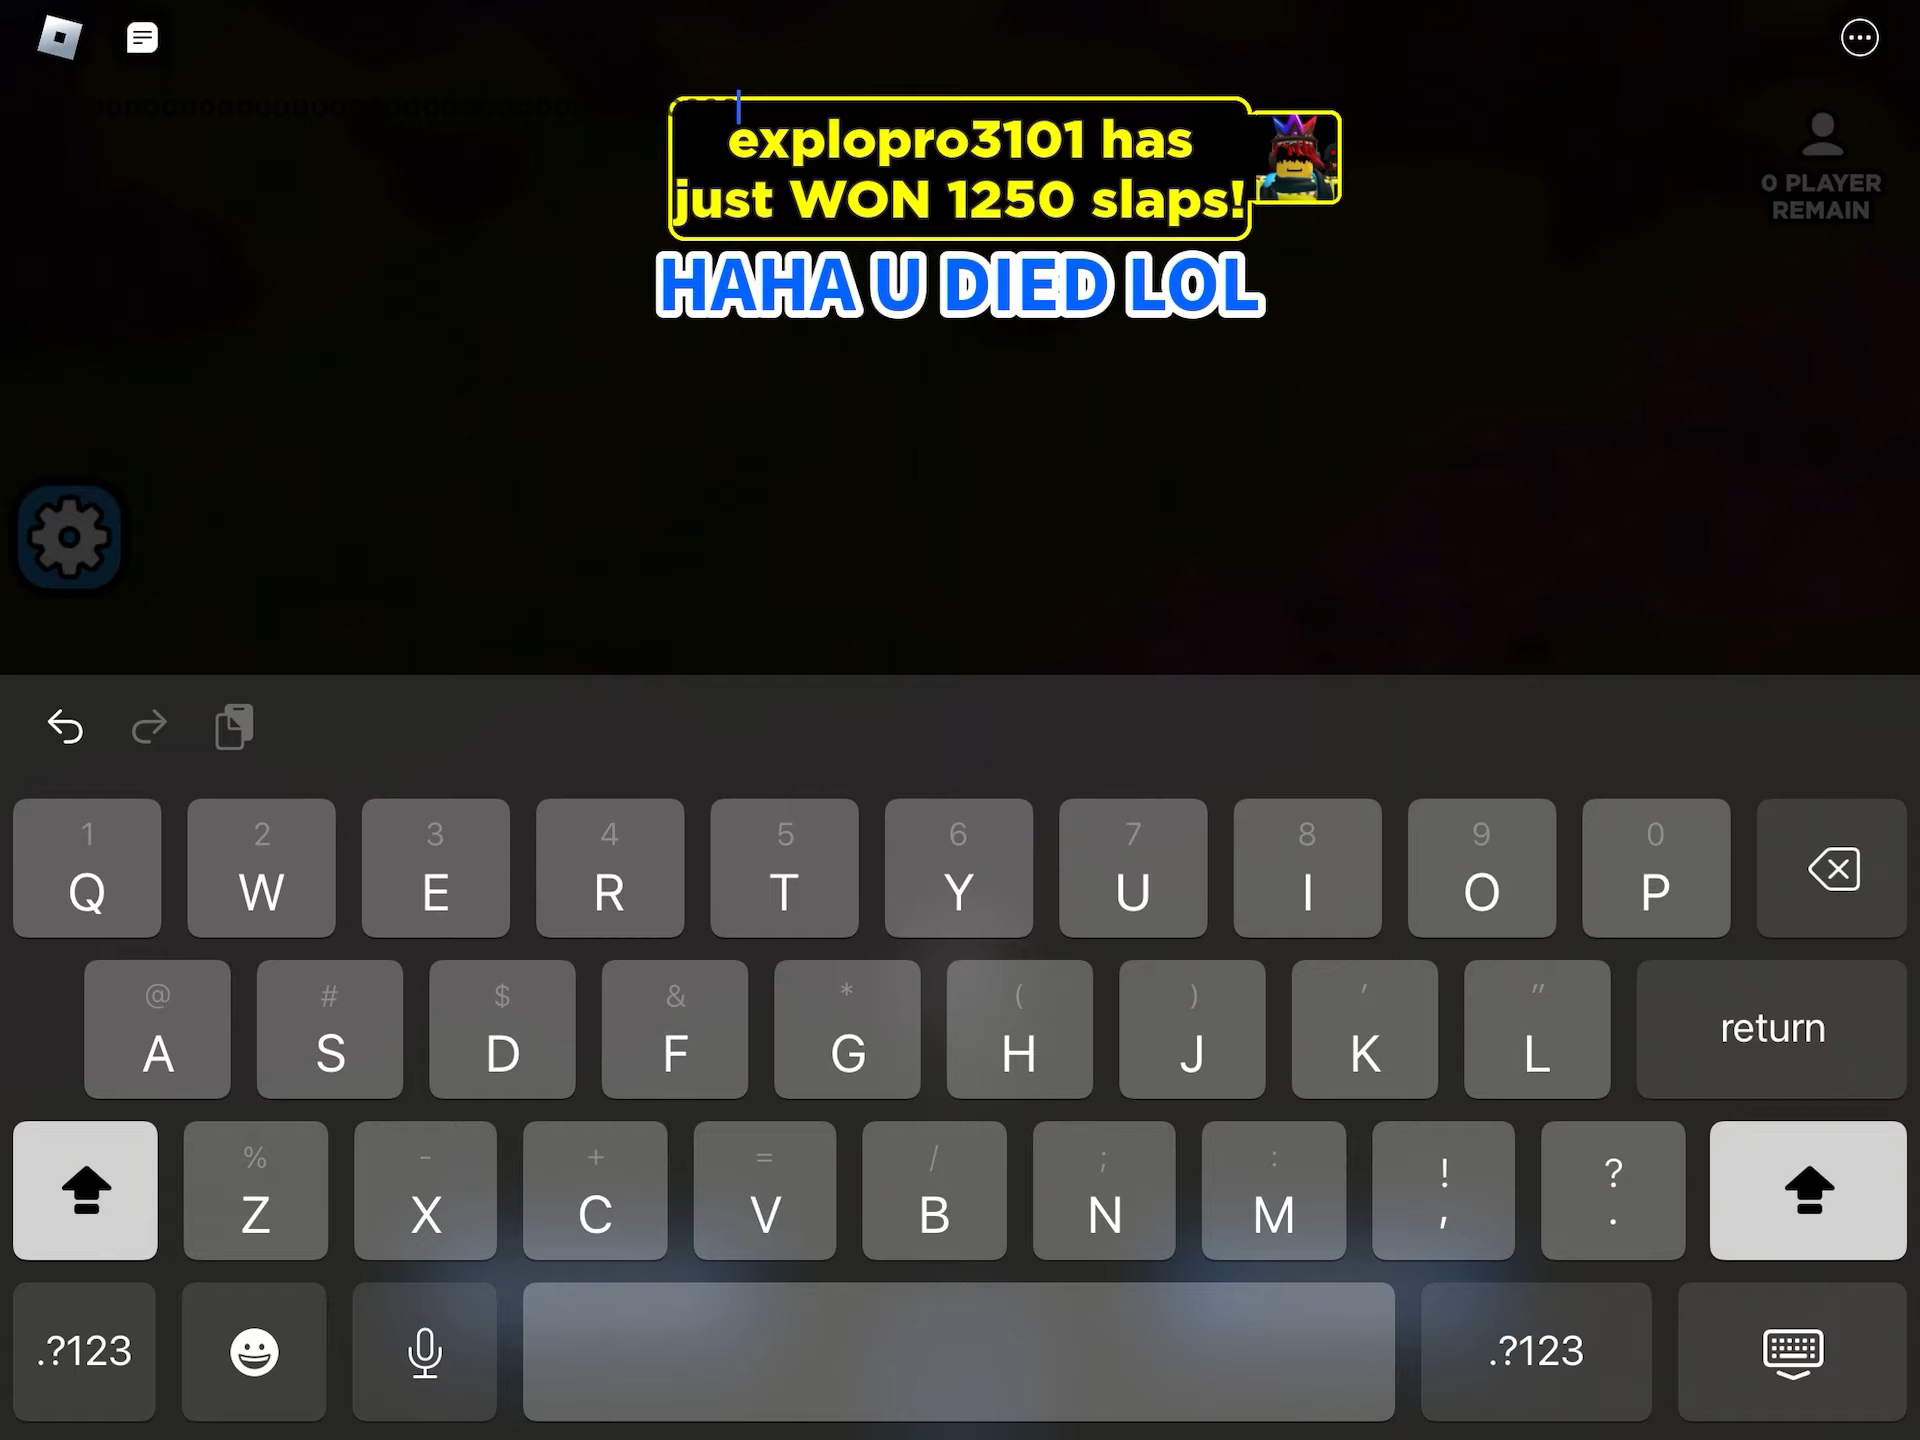 explopro3101 has
just WON 1250 slaps!
HAHA U DIED LOL
0 PLAYER
REMAIN
1 2 3 4 5 6 7 8 9 0
Q W E R T Y U I O P
@ # $ & * ( ) ' "
A S D F G H J K L return
% - + = / ; : ! ?
Z X C V B N M , .
.?123 .?123